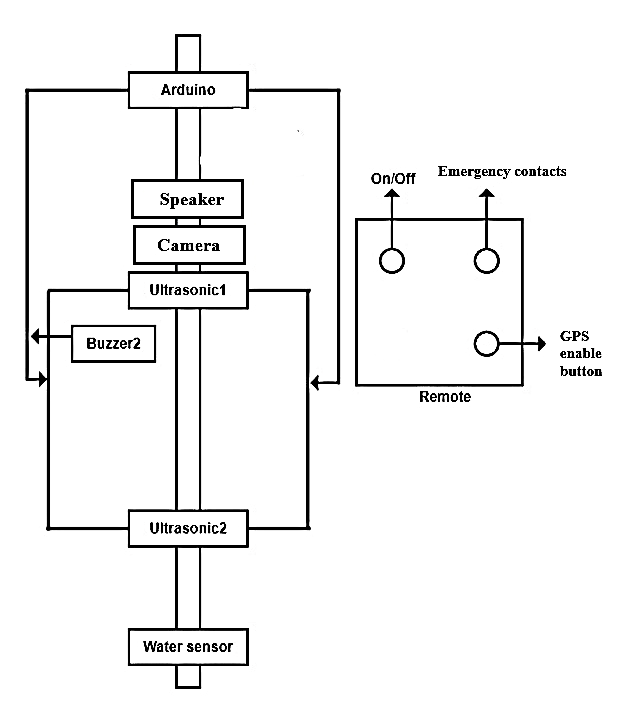 Arduino
Speaker
Camera
Ultrasonic1
Buzzer2
Ultrasonic2
Water sensor
On/Off
Emergency contacts
GPS
enable
button
Remote